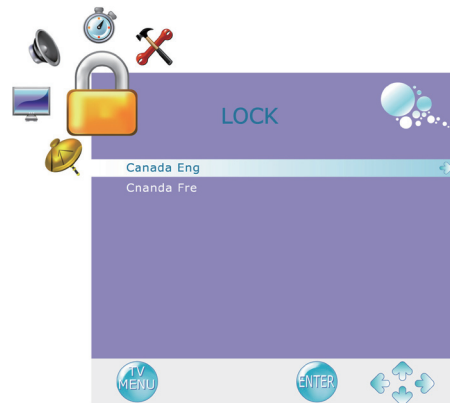 LOCK
Canada Eng
Cnanda Fre
TV
MENU
ENTER